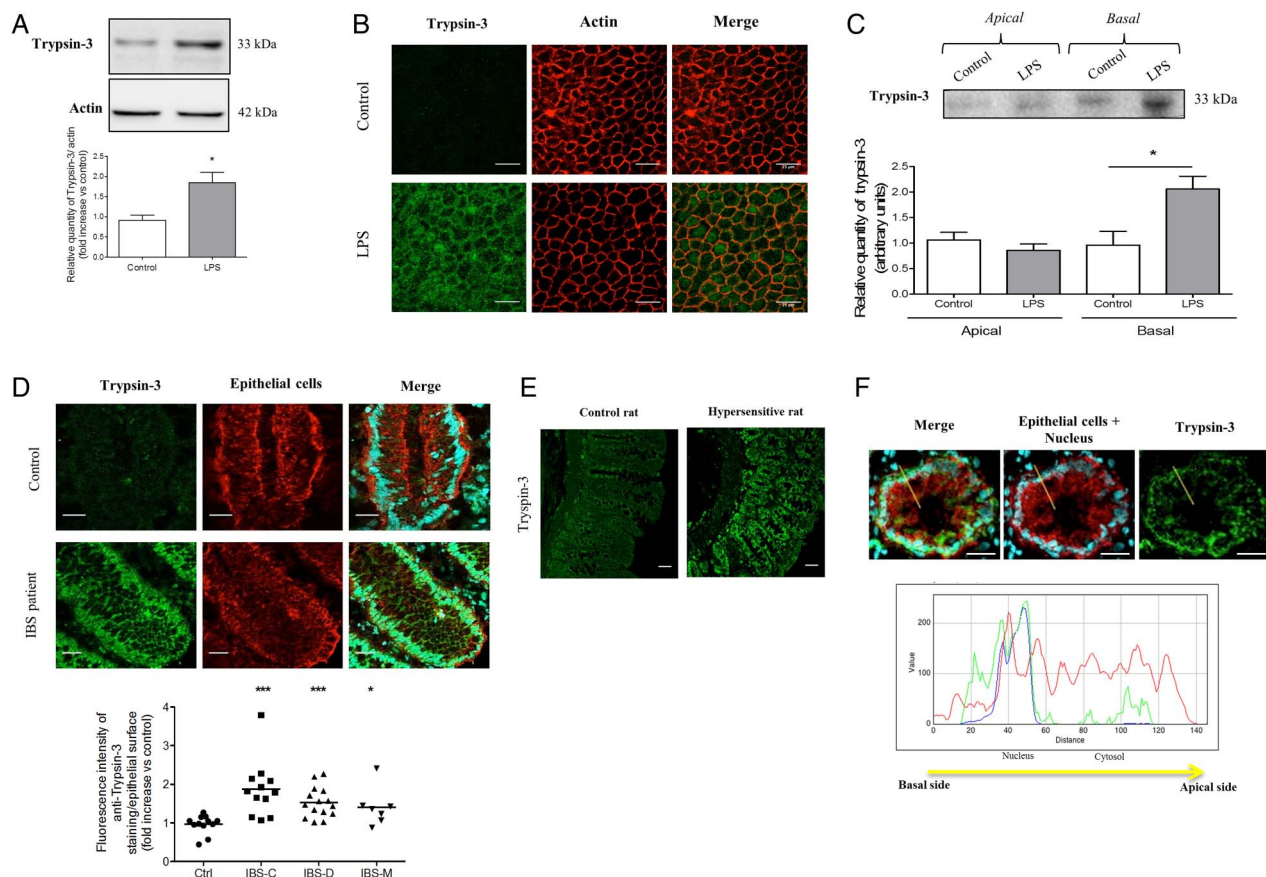 A
Trypsin-3
33 kDa
Actin
42 kDa
Relative quantity of Trypsin-3/ actin
(fold increase vs control)
2.5
2.0
1.5
1.0
0.5
0.0
*
Control
LPS
B
Trypsin-3
Actin
Merge
Control
LPS
C
Apical
Basal
Control
LPS
Control
LPS
Trypsin-3
33 kDa
Relative quantity of trypsin-3
(arbitrary units)
2.5
2.0
1.5
1.0
0.5
0.0
*
Control
LPS
Control
LPS
Apical
Basal
D
Trypsin-3
Epithelial cells
Merge
Control
IBS patient
Fluorescence intensity of
anti-Trypsin-3
staining/epithelial surface
(fold increase vs control)
4
3
2
1
0
***
***
*
Ctrl
IBS-C
IBS-D
IBS-M
E
Control rat
Hypersensitive rat
Tryspin-3
F
Merge
Epithelial cells +
Nucleus
Trypsin-3
Value
200
100
0
0
20
40
60
80
100
120
140
Distance
Nucleus
Cytosol
Basal side
Apical side